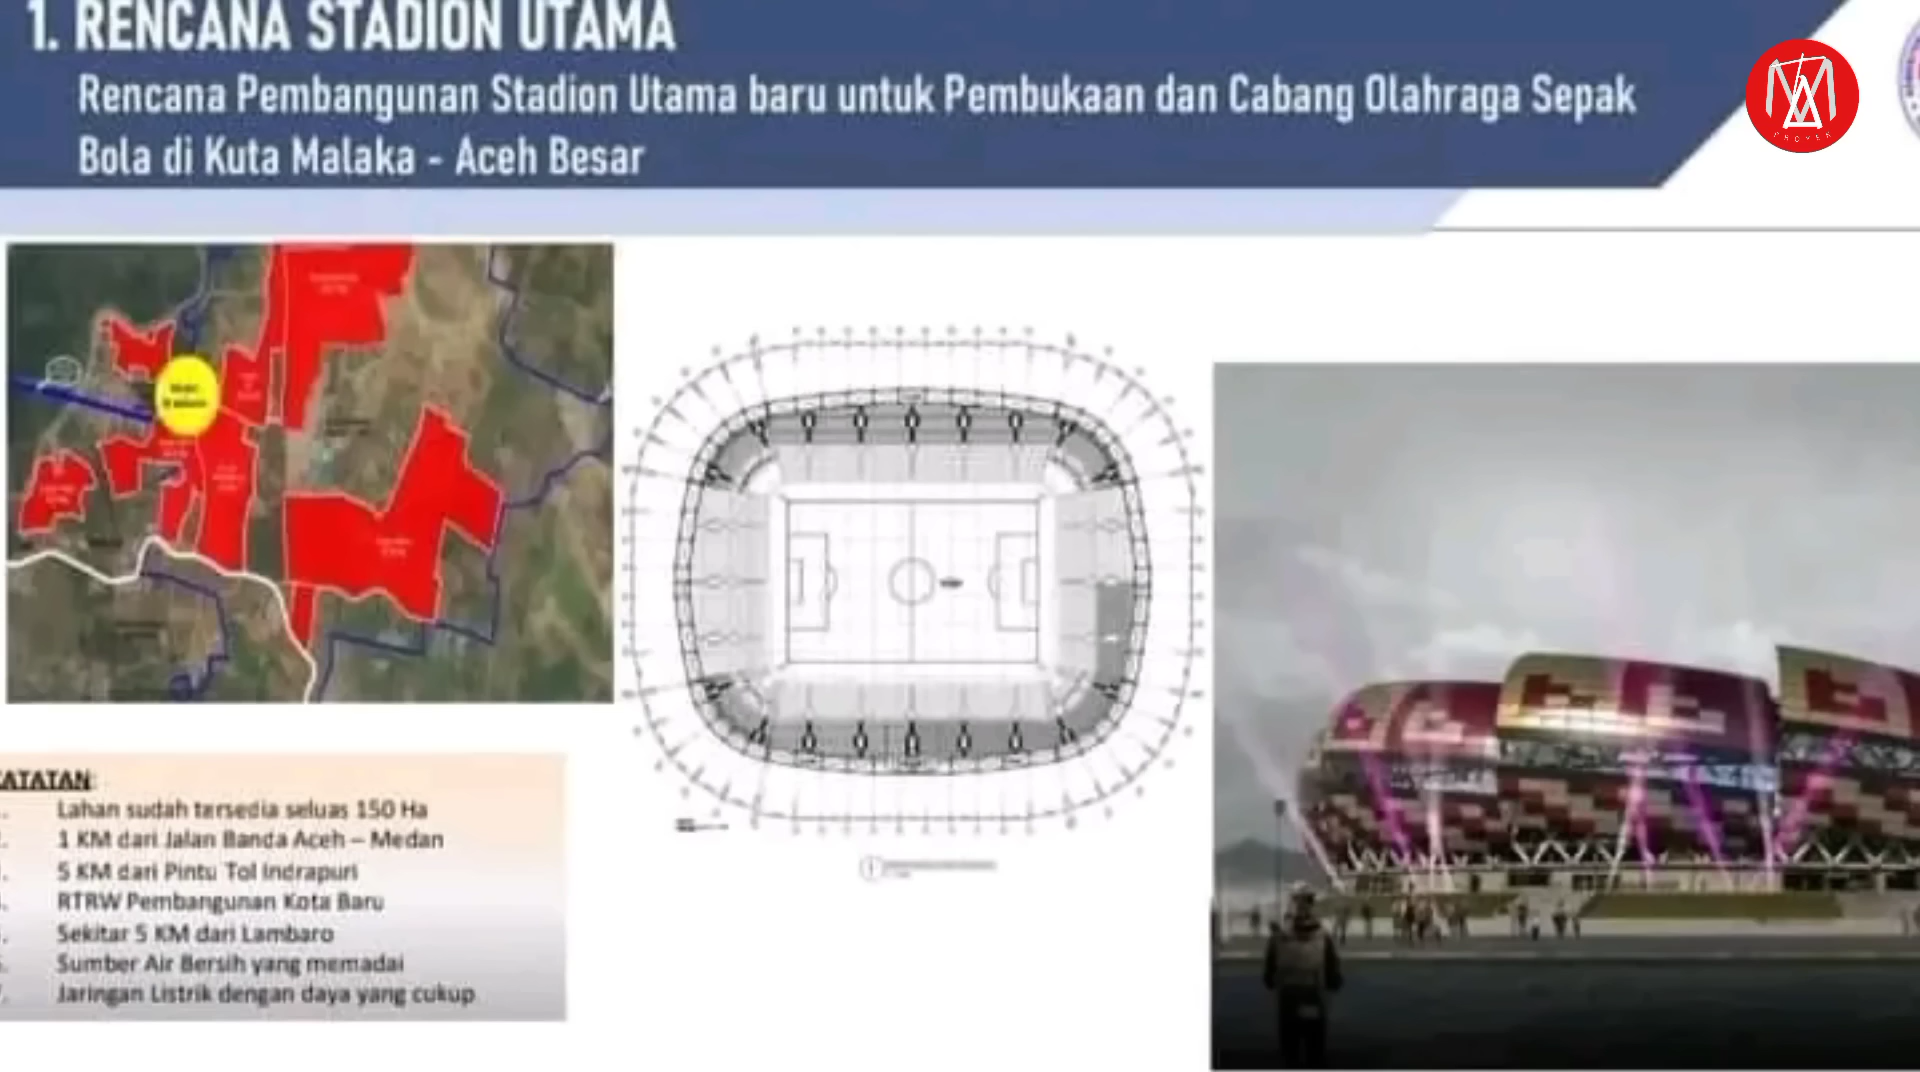 1. RENCANA STADION UTAMA
Rencana Pembangunan Stadion Utama baru untuk Pembukaan dan Cabang Olahraga Sepak
Bola di Kuta Malaka - Aceh Besar
PROYEK
CATATAN:
Lahan sudah tersedia seluas 150 Ha
1 KM dari Jalan Banda Aceh – Medan
5 KM dari Pintu Tol Indrapuri
RTRW Pembangunan Kota Baru
Sekitar 5 KM dari Lambaro
Sumber Air Bersih yang memadai
Jaringan Listrik dengan daya yang cukup